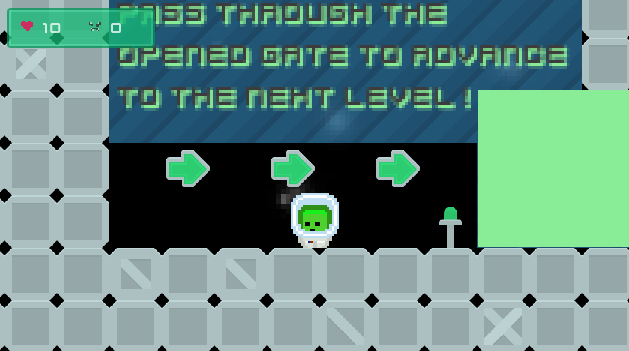 10 0
PASS THROUGH THE
OPENED GATE TO ADVANCE
TO THE NEXT LEVEL!